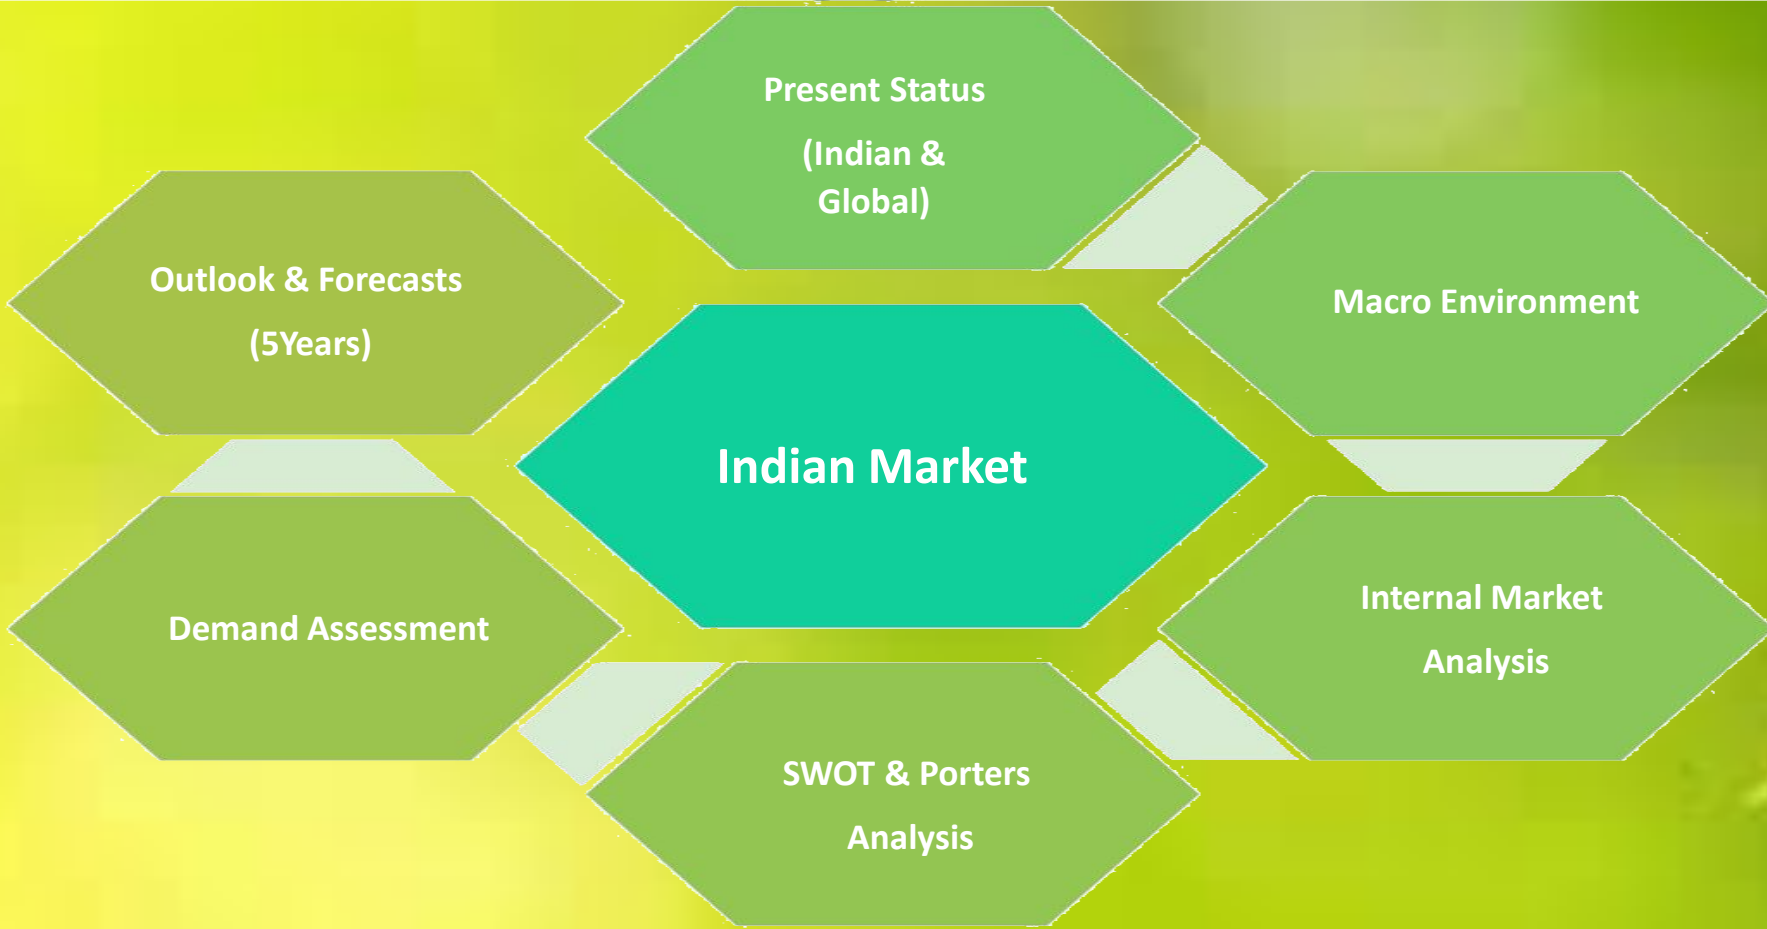 Present Status
(Indian &
Global)
Outlook & Forecasts
(5Years)
Macro Environment
Indian Market
Demand Assessment
Internal Market
Analysis
SWOT & Porters
Analysis